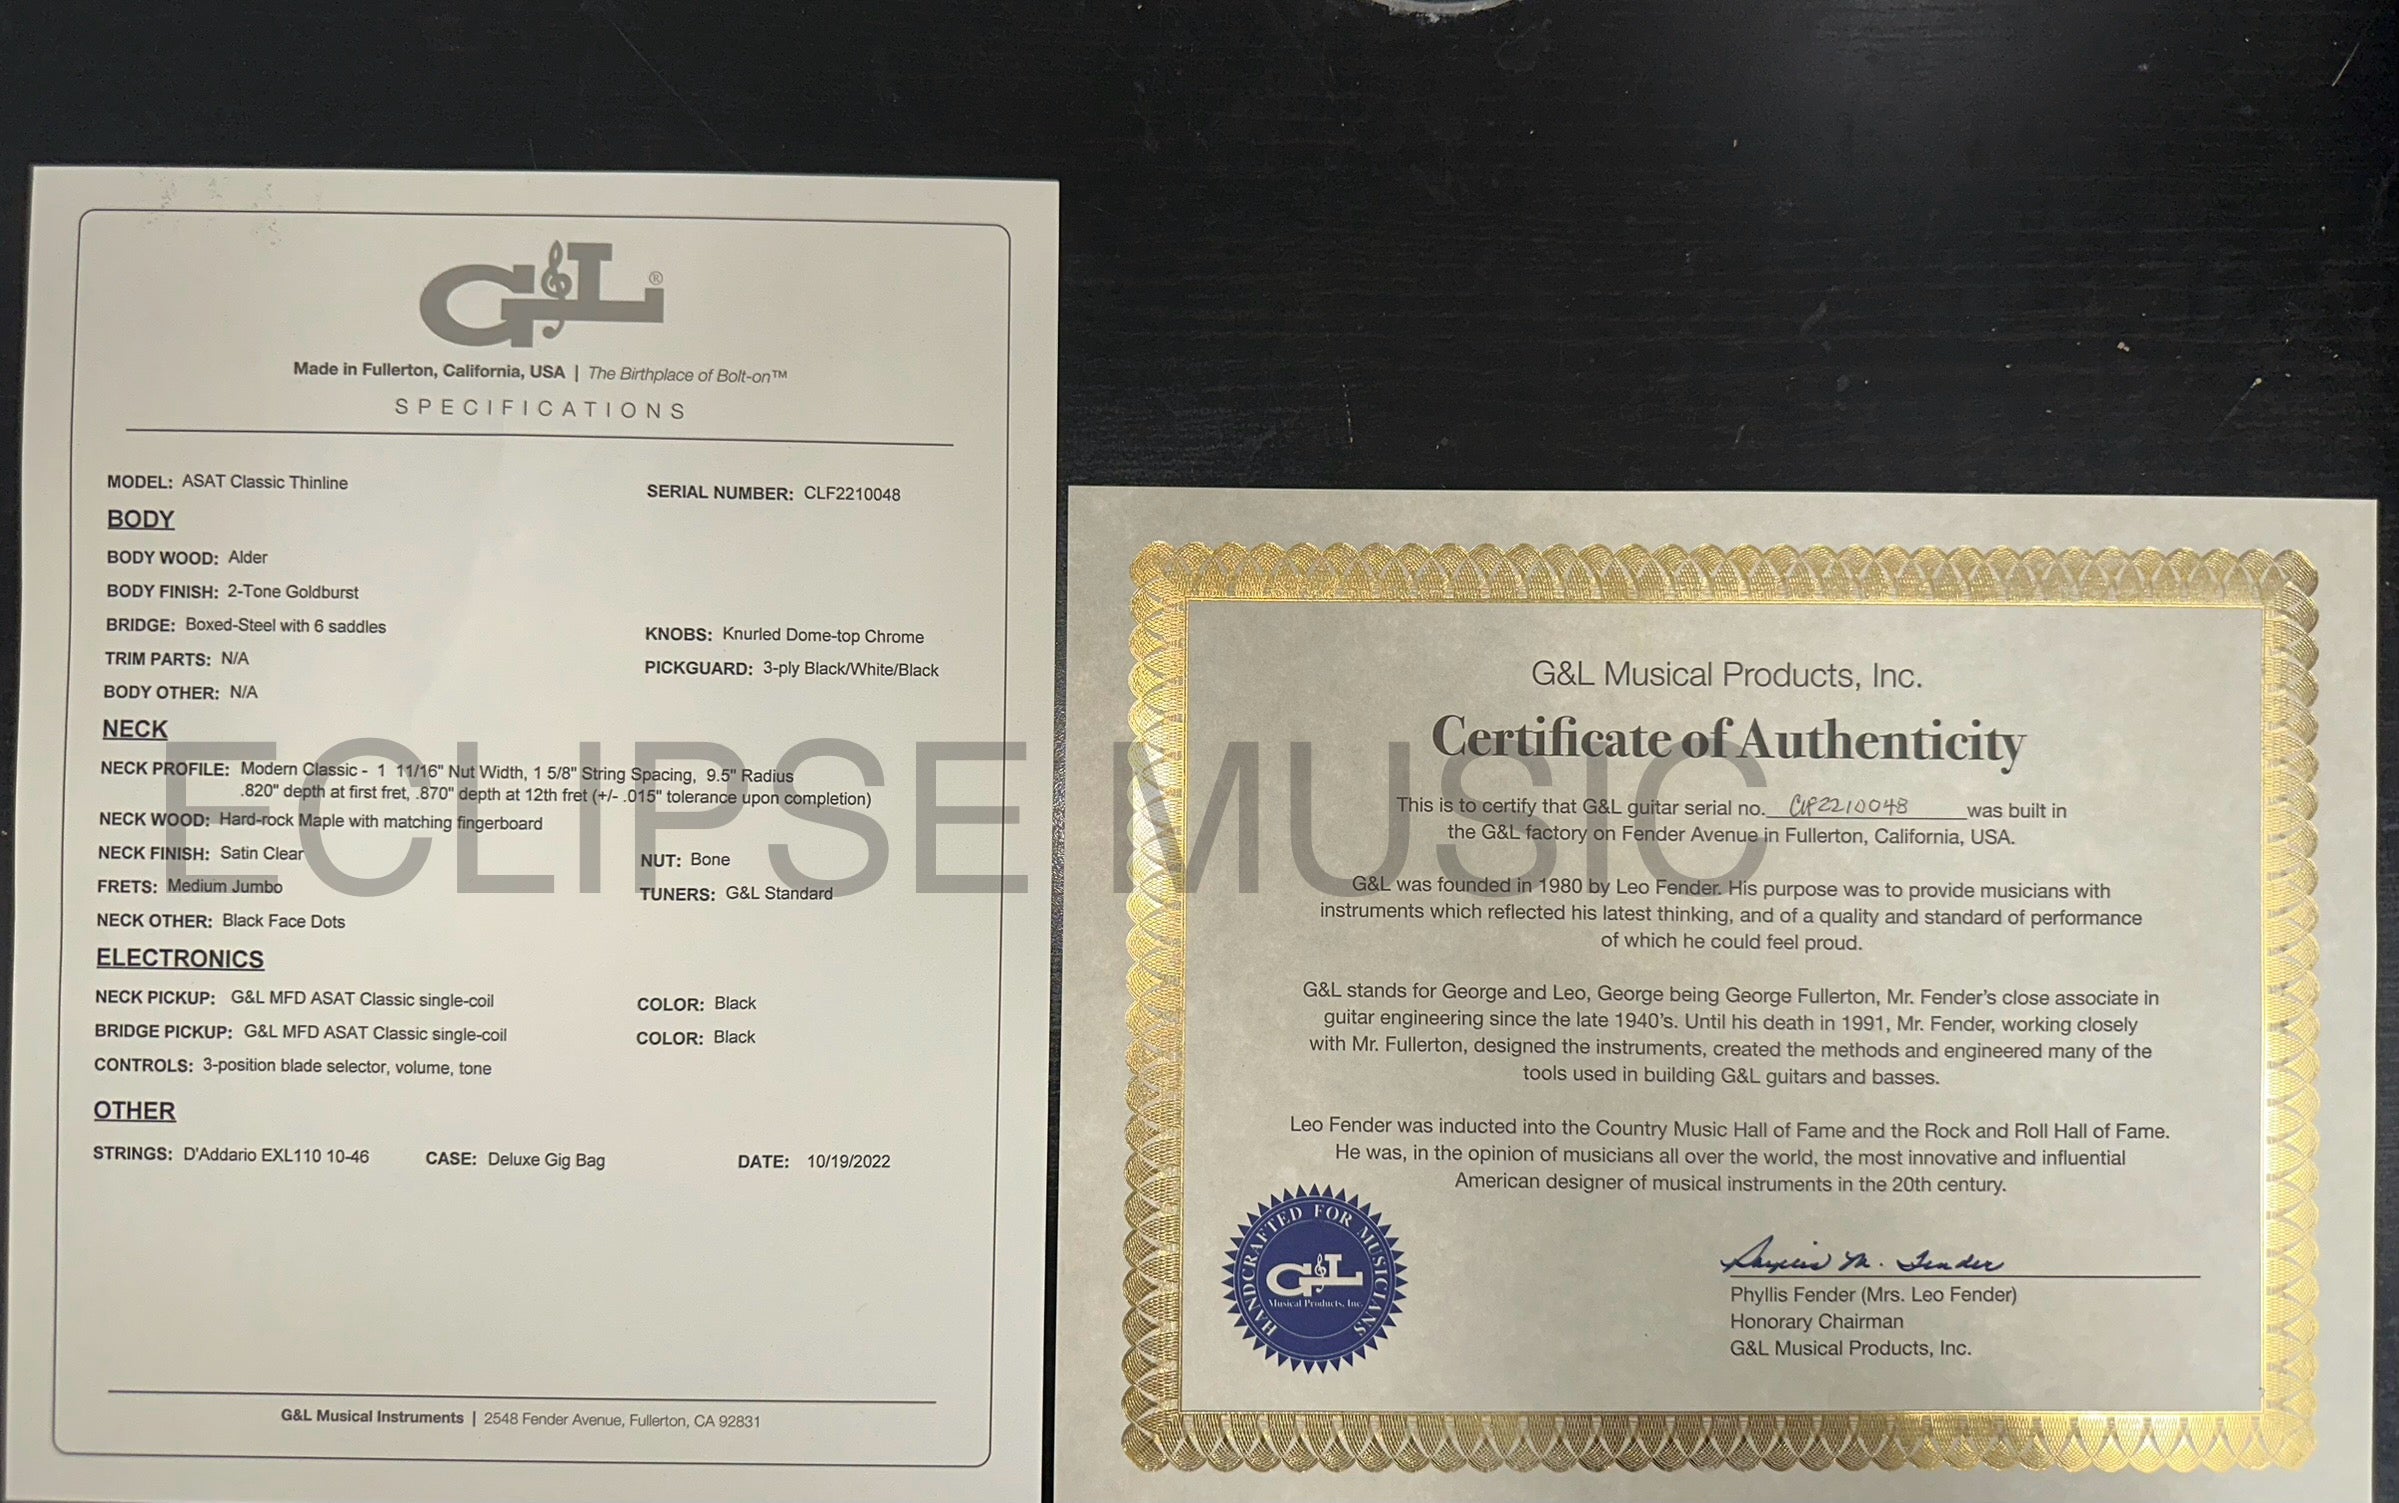 G&L®
Made in Fullerton, California, USA | The Birthplace of Bolt-on™
SPECIFICATIONS
MODEL: ASAT Classic Thinline
SERIAL NUMBER: CLF2210048
BODY
BODY WOOD: Alder
BODY FINISH: 2-Tone Goldburst
BRIDGE: Boxed-Steel with 6 saddles
KNOBS: Knurled Dome-top Chrome
TRIM PARTS: N/A
PICKGUARD: 3-ply Black/White/Black
BODY OTHER: N/A
NECK
NECK PROFILE: Modern Classic - 1 11/16" Nut Width, 1 5/8" String Spacing, 9.5" Radius
.820" depth at first fret, .870" depth at 12th fret (+/- .015" tolerance upon completion)
NECK WOOD: Hard-rock Maple with matching fingerboard
NECK FINISH: Satin Clear
NUT: Bone
FRETS: Medium Jumbo
TUNERS: G&L Standard
NECK OTHER: Black Face Dots
ELECTRONICS
NECK PICKUP: G&L MFD ASAT Classic single-coil
COLOR: Black
BRIDGE PICKUP: G&L MFD ASAT Classic single-coil
COLOR: Black
CONTROLS: 3-position blade selector, volume, tone
OTHER
STRINGS: D'Addario EXL110 10-46 CASE: Deluxe Gig Bag DATE: 10/19/2022
G&L Musical Instruments | 2548 Fender Avenue, Fullerton, CA 92831
ECLIPSE MUSIC
G&L Musical Products, Inc.
Certificate of Authenticity
This is to certify that G&L guitar serial no. CLF2210048 was built in
the G&L factory on Fender Avenue in Fullerton, California, USA.
G&L was founded in 1980 by Leo Fender. His purpose was to provide musicians with
instruments which reflected his latest thinking, and of a quality and standard of performance
of which he could feel proud.
G&L stands for George and Leo, George being George Fullerton, Mr. Fender's close associate in
guitar engineering since the late 1940's. Until his death in 1991, Mr. Fender, working closely
with Mr. Fullerton, designed the instruments, created the methods and engineered many of the
tools used in building G&L guitars and basses.
Leo Fender was inducted into the Country Music Hall of Fame and the Rock and Roll Hall of Fame.
He was, in the opinion of musicians all over the world, the most innovative and influential
American designer of musical instruments in the 20th century.
HANDCRAFTED FOR MUSICIANS
G&L
Musical Products, Inc.
Phyllis M. Fender
Phyllis Fender (Mrs. Leo Fender)
Honorary Chairman
G&L Musical Products, Inc.